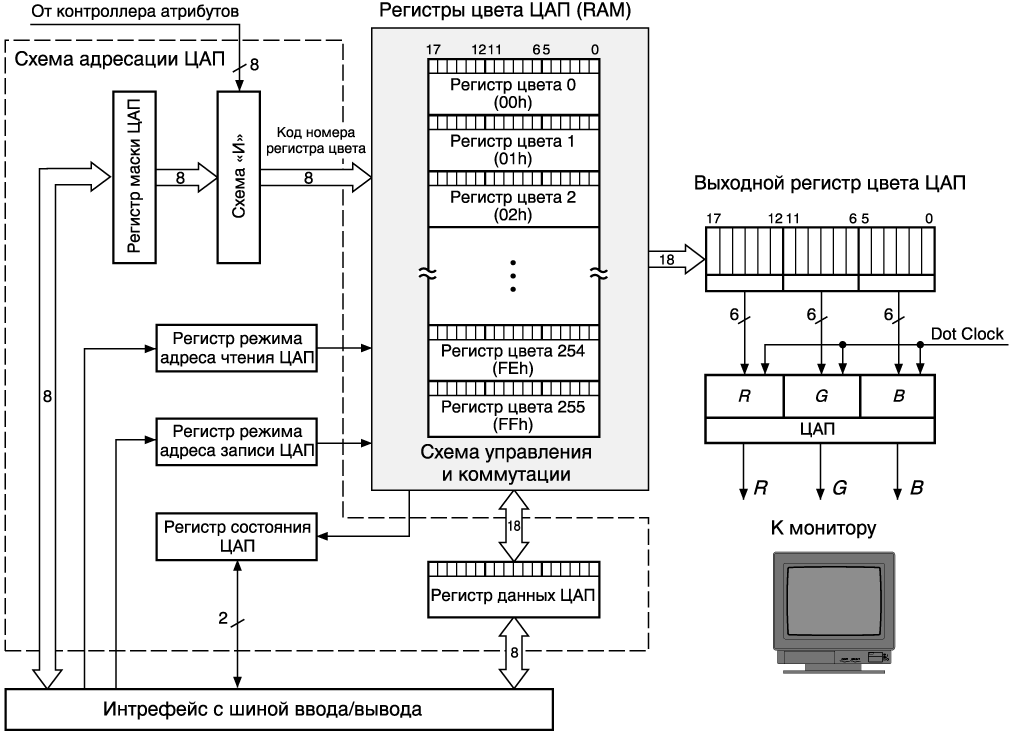 От контроллера атрибутов
Регистры цвета ЦАП (RAM)
Схема адресации ЦАП
8
17 12 11 6 5 0
Регистр цвета 0
(00h)
Регистр маски ЦАП
8
Схема «И»
Код номера
регистра цвета
8
Регистр цвета 1
(01h)
Регистр цвета 2
(02h)
Регистр цвета 254
(FEh)
Регистр цвета 255
(FFh)
Схема управления
и коммутации
18
Выходной регистр цвета ЦАП
17 12 11 6 5 0
6 6 6
Dot Clock
R G B
ЦАП
R G B
К монитору
8
Регистр режима
адреса чтения ЦАП
Регистр режима
адреса записи ЦАП
Регистр состояния
ЦАП
2
18
Регистр данных ЦАП
8
Интрефейс с шиной ввода/вывода